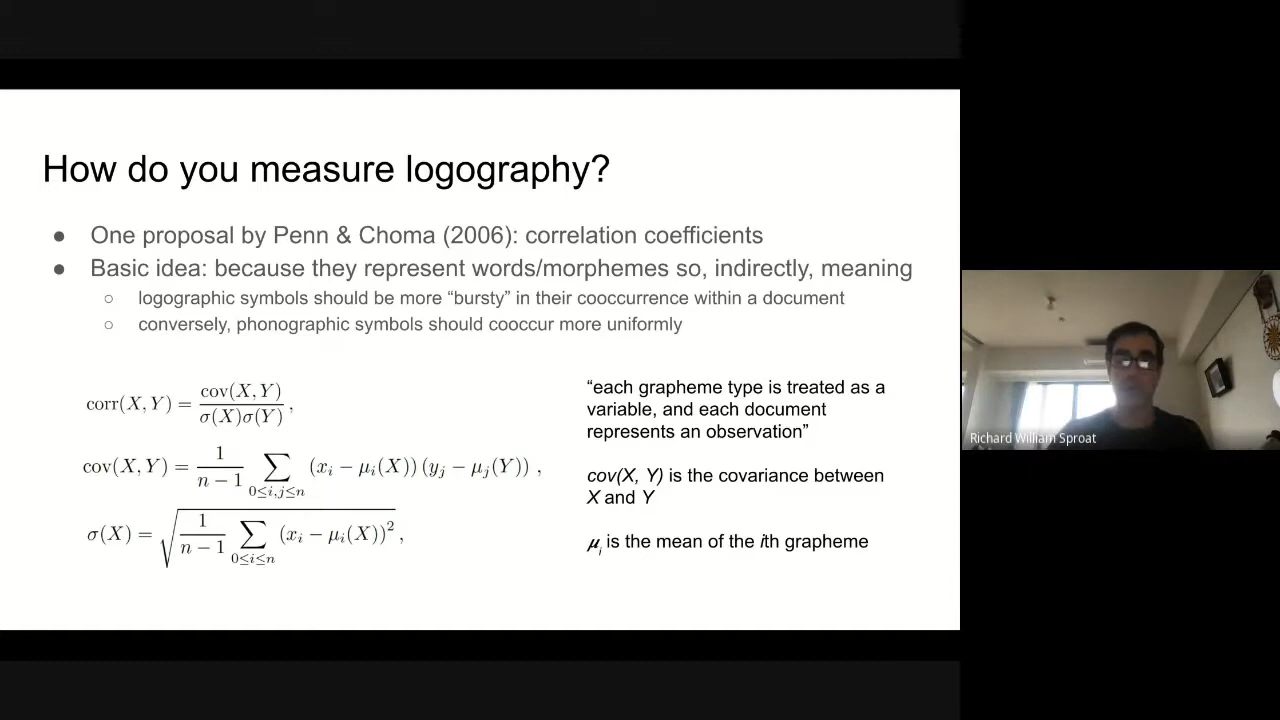 How do you measure logography?
● One proposal by Penn & Choma (2006): correlation coefficients
● Basic idea: because they represent words/morphemes so, indirectly, meaning
○ logographic symbols should be more “bursty” in their cooccurrence within a document
○ conversely, phonographic symbols should cooccur more uniformly
corr(X, Y) = cov(X, Y) / σ(X)σ(Y) ,
cov(X, Y) = 1/(n − 1) ∑_{0≤i,j≤n} (x_i − μ_i(X)) (y_j − μ_j(Y)) ,
σ(X) = √(1/(n − 1) ∑_{0≤i≤n} (x_i − μ_i(X))²) ,
“each grapheme type is treated as a
variable, and each document
represents an observation”
cov(X, Y) is the covariance between
X and Y
μ_i is the mean of the ith grapheme
Richard William Sproat